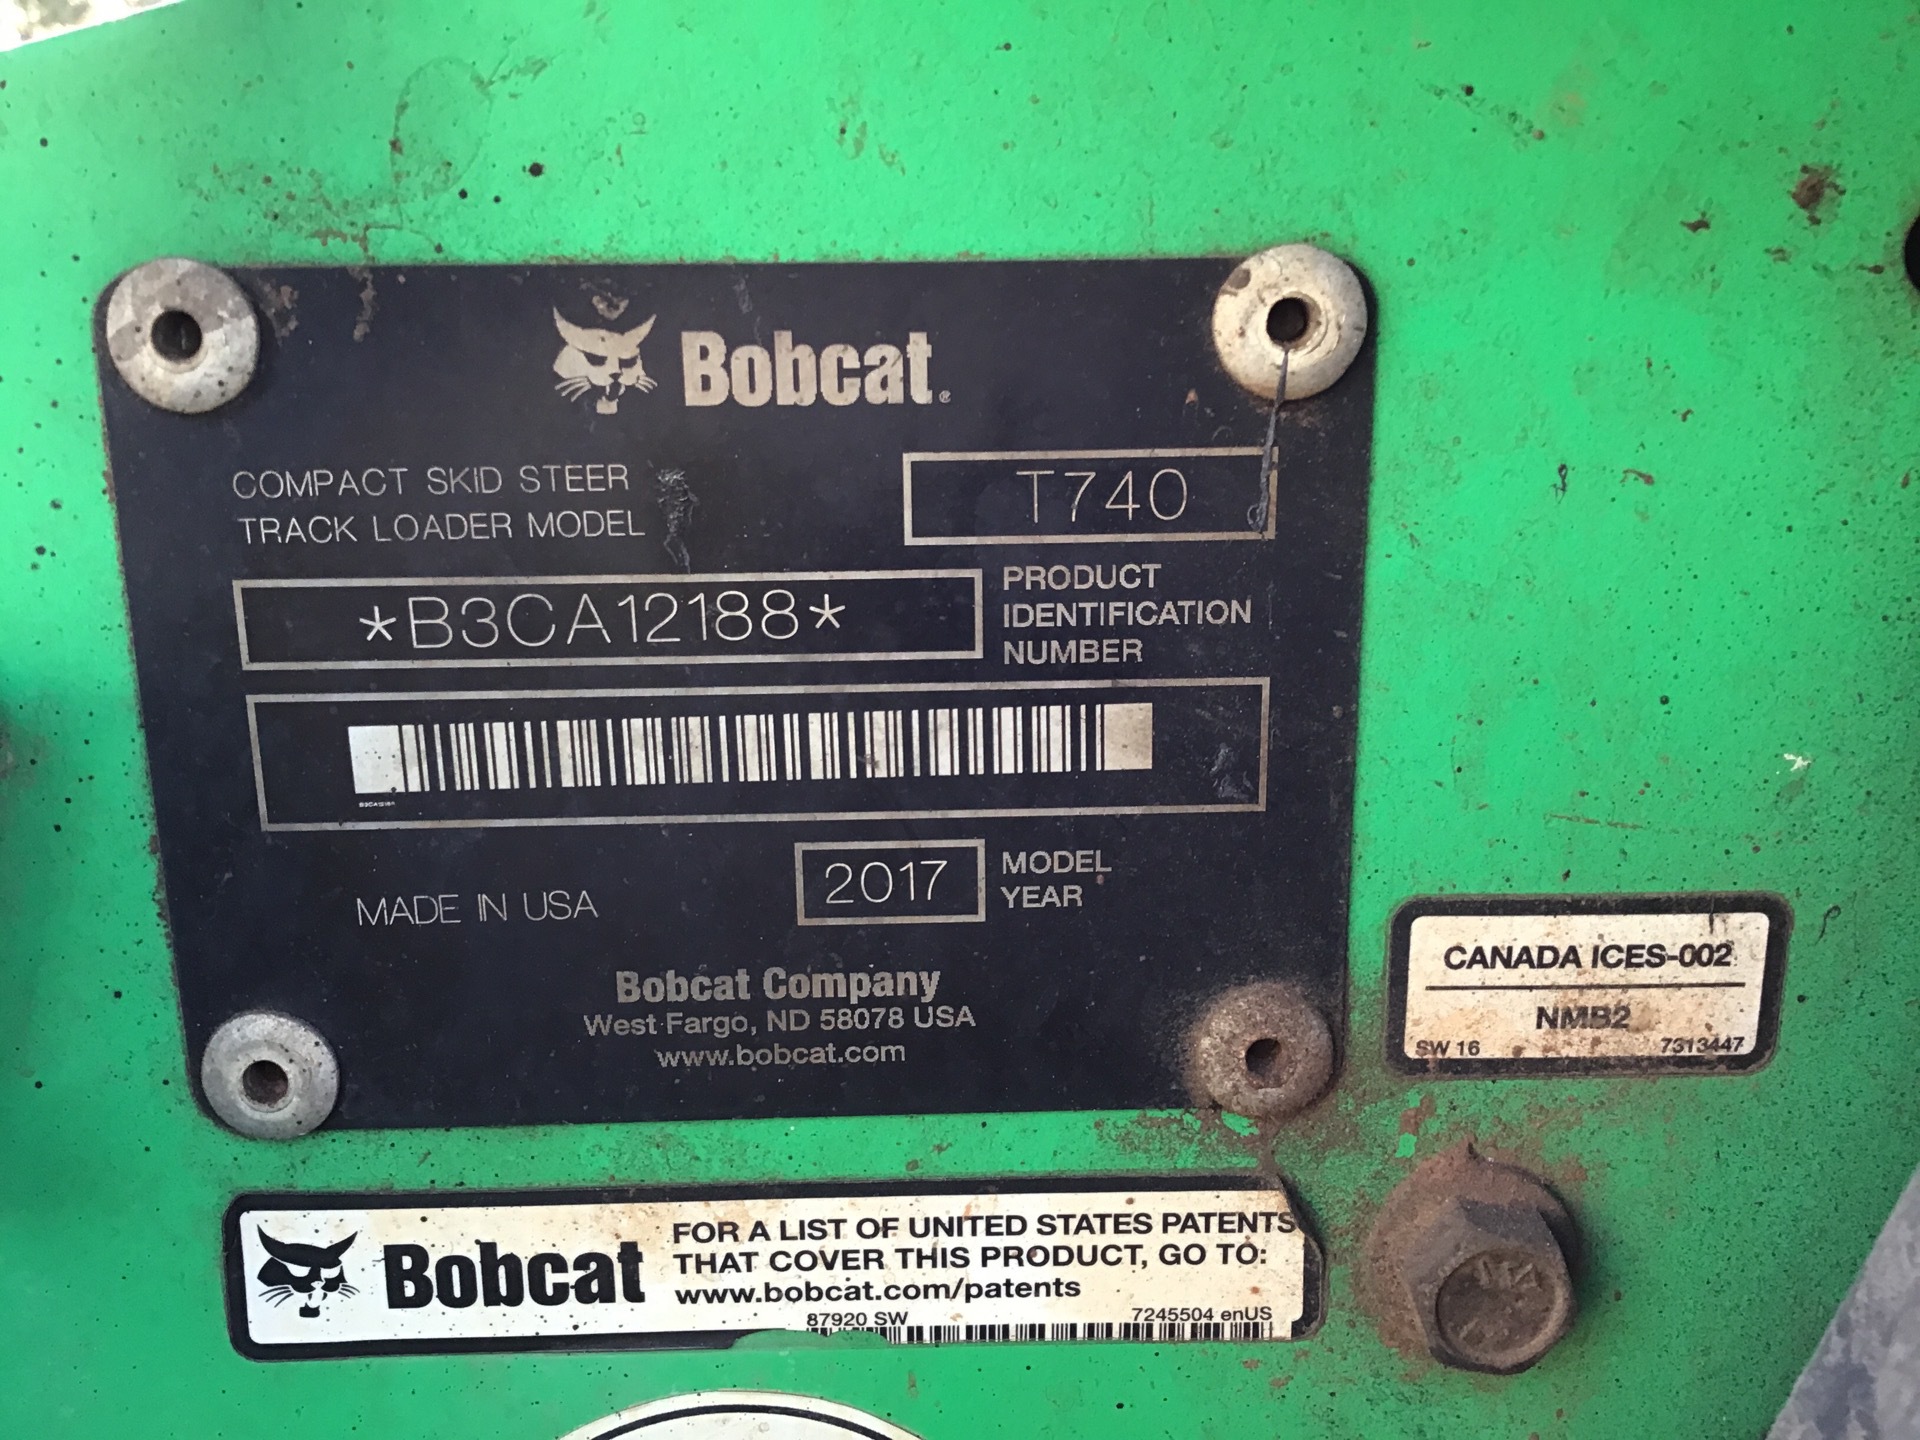 Bobcat®
COMPACT SKID STEER
TRACK LOADER MODEL
T740
*B3CA12188*
PRODUCT
IDENTIFICATION
NUMBER
MADE IN USA
2017
MODEL
YEAR
Bobcat Company
West Fargo, ND 58078 USA
www.bobcat.com
CANADA ICES-002
NMB2
SW 16 7313447
Bobcat
FOR A LIST OF UNITED STATES PATENTS
THAT COVER THIS PRODUCT, GO TO:
www.bobcat.com/patents
87920 SW 7245504 enUS